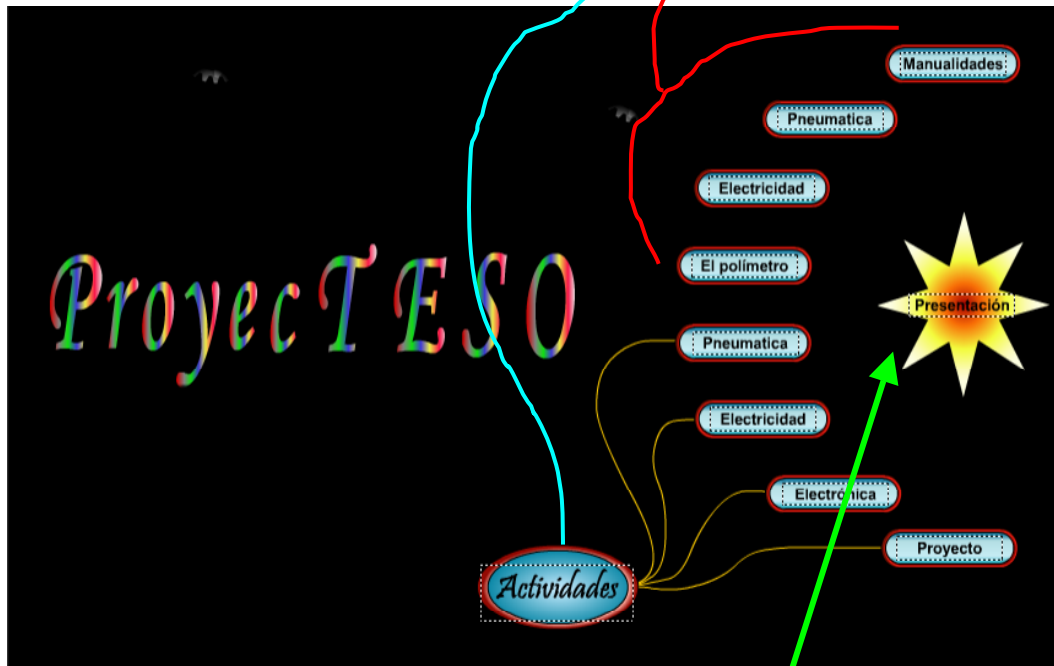 Manualidades
Pneumatica
Electricidad
El polímetro
ProyecTESO
Presentación
Pneumatica
Electricidad
Electrónica
Proyecto
Actividades